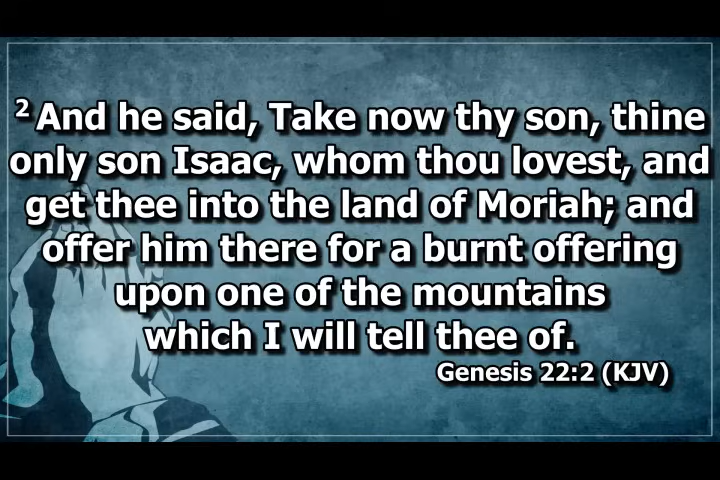 2 And he said, Take now thy son, thine
only son Isaac, whom thou lovest, and
get thee into the land of Moriah; and
offer him there for a burnt offering
upon one of the mountains
which I will tell thee of.
Genesis 22:2 (KJV)